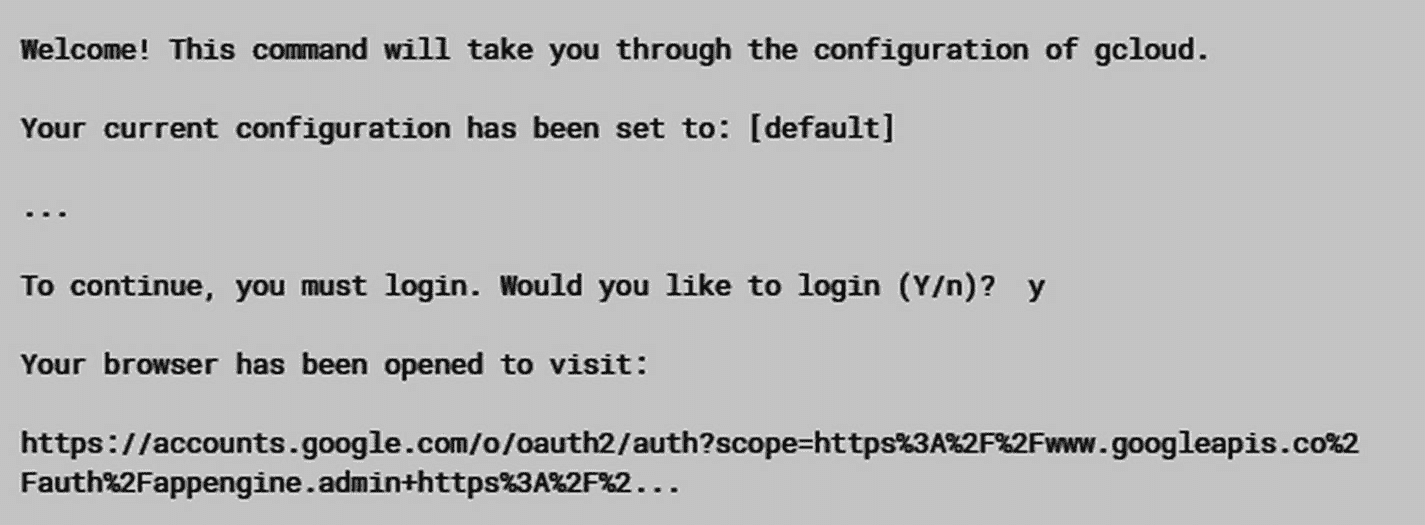 Welcome! This command will take you through the configuration of gcloud.
Your current configuration has been set to: [default]
...
To continue, you must login. Would you like to login (Y/n)?  y
Your browser has been opened to visit:
https://accounts.google.com/o/oauth2/auth?scope=https%3A%2F%2Fwww.googleapis.co%2
Fauth%2Fappengine.admin+https%3A%2F%2...